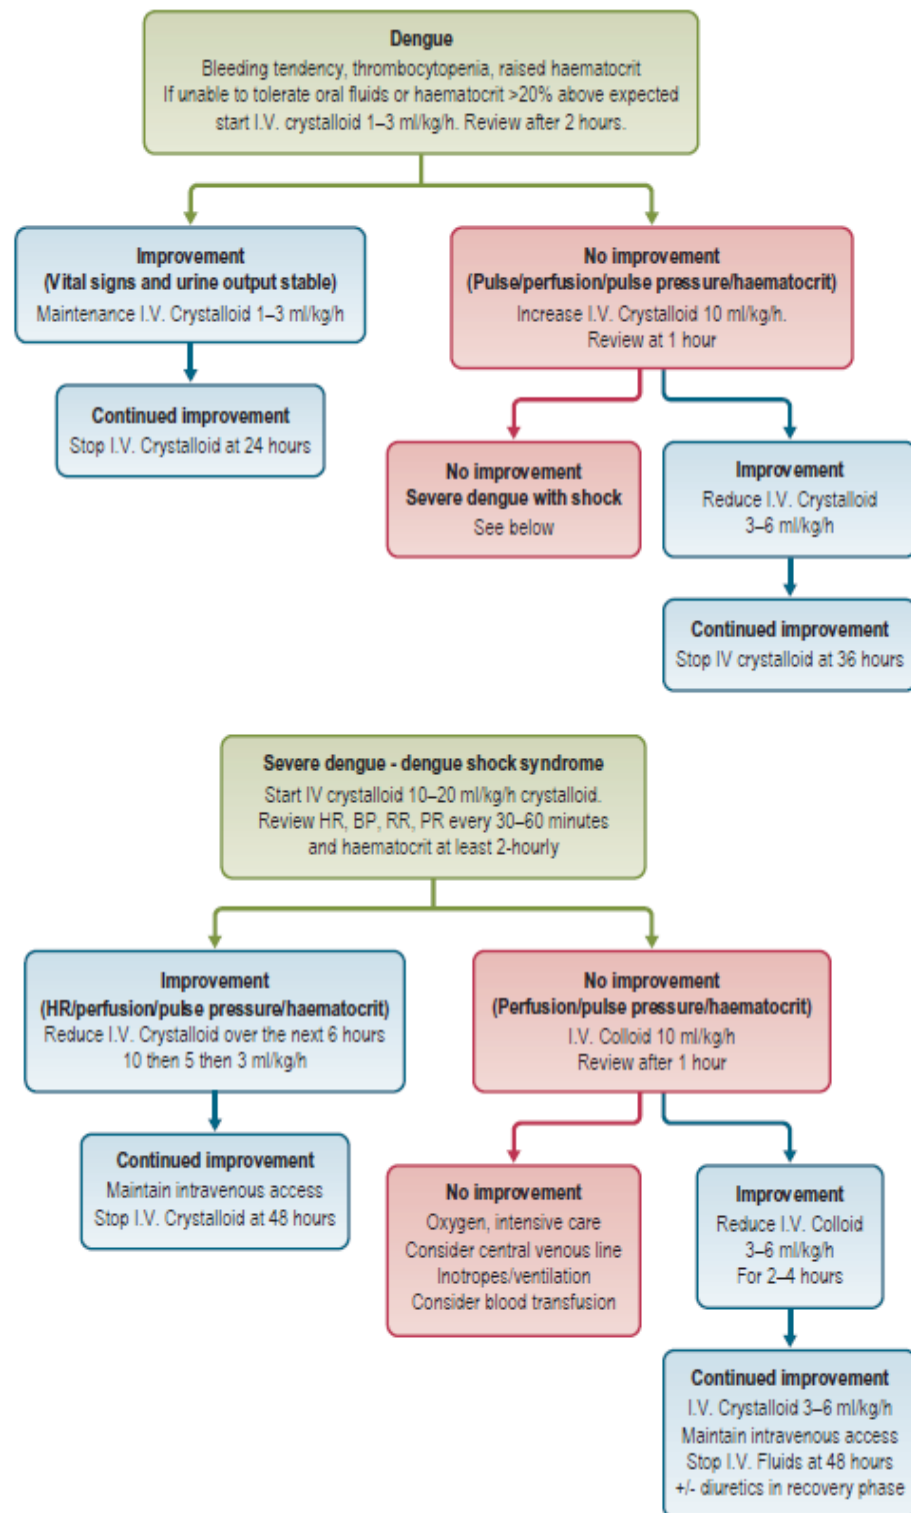 Dengue
Bleeding tendency, thrombocytopenia, raised haematocrit
If unable to tolerate oral fluids or haematocrit >20% above expected
start I.V. crystalloid 1–3 ml/kg/h. Review after 2 hours.
Improvement
(Vital signs and urine output stable)
Maintenance I.V. Crystalloid 1–3 ml/kg/h
No improvement
(Pulse/perfusion/pulse pressure/haematocrit)
Increase I.V. Crystalloid 10 ml/kg/h.
Review at 1 hour
Continued improvement
Stop I.V. Crystalloid at 24 hours
No improvement
Severe dengue with shock
See below
Improvement
Reduce I.V. Crystalloid
3–6 ml/kg/h
Continued improvement
Stop IV crystalloid at 36 hours
Severe dengue - dengue shock syndrome
Start IV crystalloid 10–20 ml/kg/h crystalloid.
Review HR, BP, RR, PR every 30–60 minutes
and haematocrit at least 2-hourly
Improvement
(HR/perfusion/pulse pressure/haematocrit)
Reduce I.V. Crystalloid over the next 6 hours
10 then 5 then 3 ml/kg/h
No improvement
(Perfusion/pulse pressure/haematocrit)
I.V. Colloid 10 ml/kg/h
Review after 1 hour
Continued improvement
Maintain intravenous access
Stop I.V. Crystalloid at 48 hours
No improvement
Oxygen, intensive care
Consider central venous line
Inotropes/ventilation
Consider blood transfusion
Improvement
Reduce I.V. Colloid
3–6 ml/kg/h
For 2–4 hours
Continued improvement
I.V. Crystalloid 3–6 ml/kg/h
Maintain intravenous access
Stop I.V. Fluids at 48 hours
+/- diuretics in recovery phase